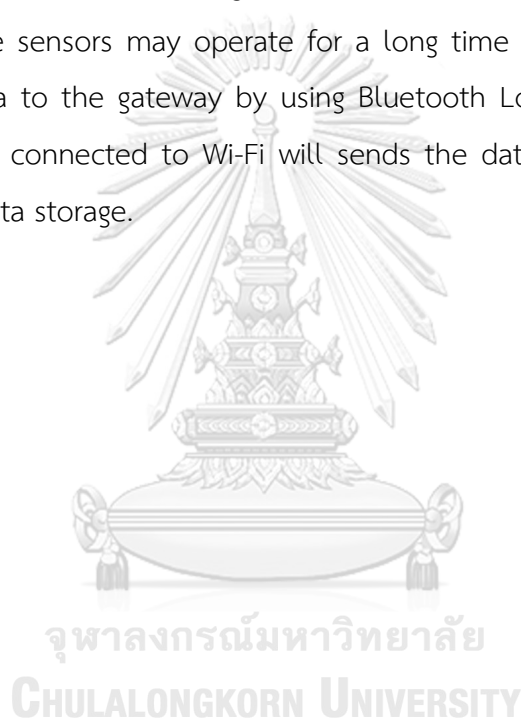 e sensors may operate for a long time
a to the gateway by using Bluetooth Lo
connected to Wi-Fi will sends the dat
ta storage.
จุฬาลงกรณ์มหาวิทยาลัย
CHULALONGKORN UNIVERSITY